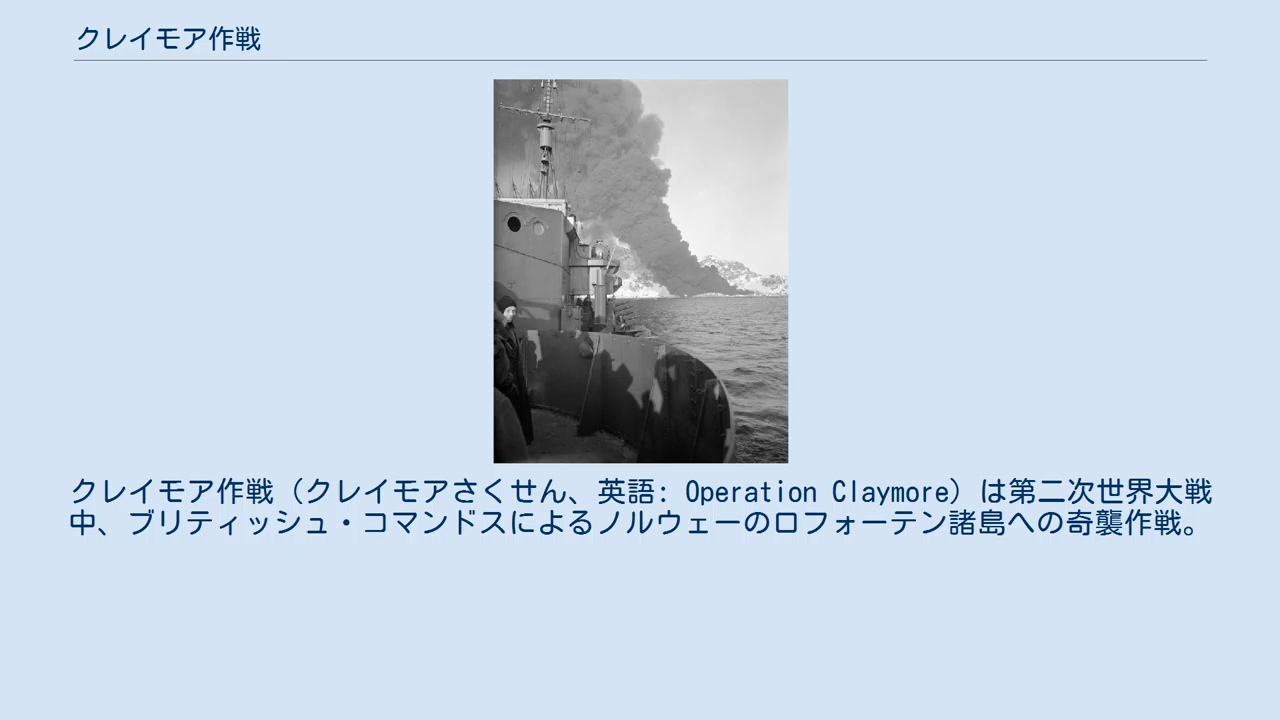 クレイモア作戦
クレイモア作戦（クレイモアさくせん、英語: Operation Claymore）は第二次世界大戦
中、ブリティッシュ・コマンドスによるノルウェーのロフォーテン諸島への奇襲作戦。